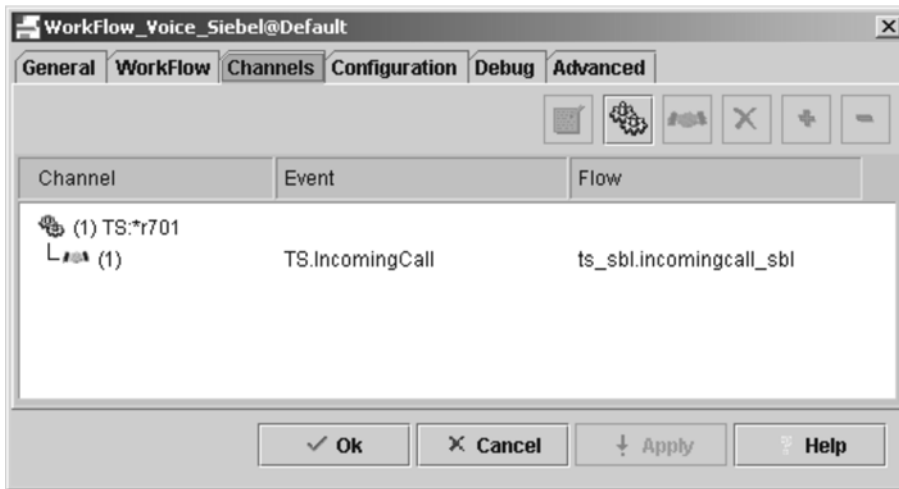 WorkFlow_Voice_Siebel@Default
General WorkFlow Channels Configuration Debug Advanced
Channel Event Flow
(1) TS:*r701
(1) TS.IncomingCall ts_sbl.incomingcall_sbl
Ok Cancel Apply Help